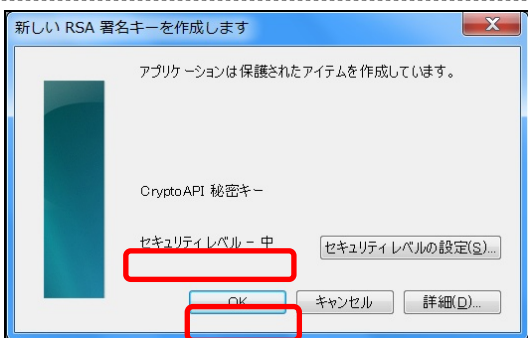 新しい RSA 署名キーを作成します
アプリケーションは保護されたアイテムを作成しています。
CryptoAPI 秘密キー
セキュリティ レベル - 中
セキュリティ レベルの設定(S)...
OK
キャンセル
詳細(D)...